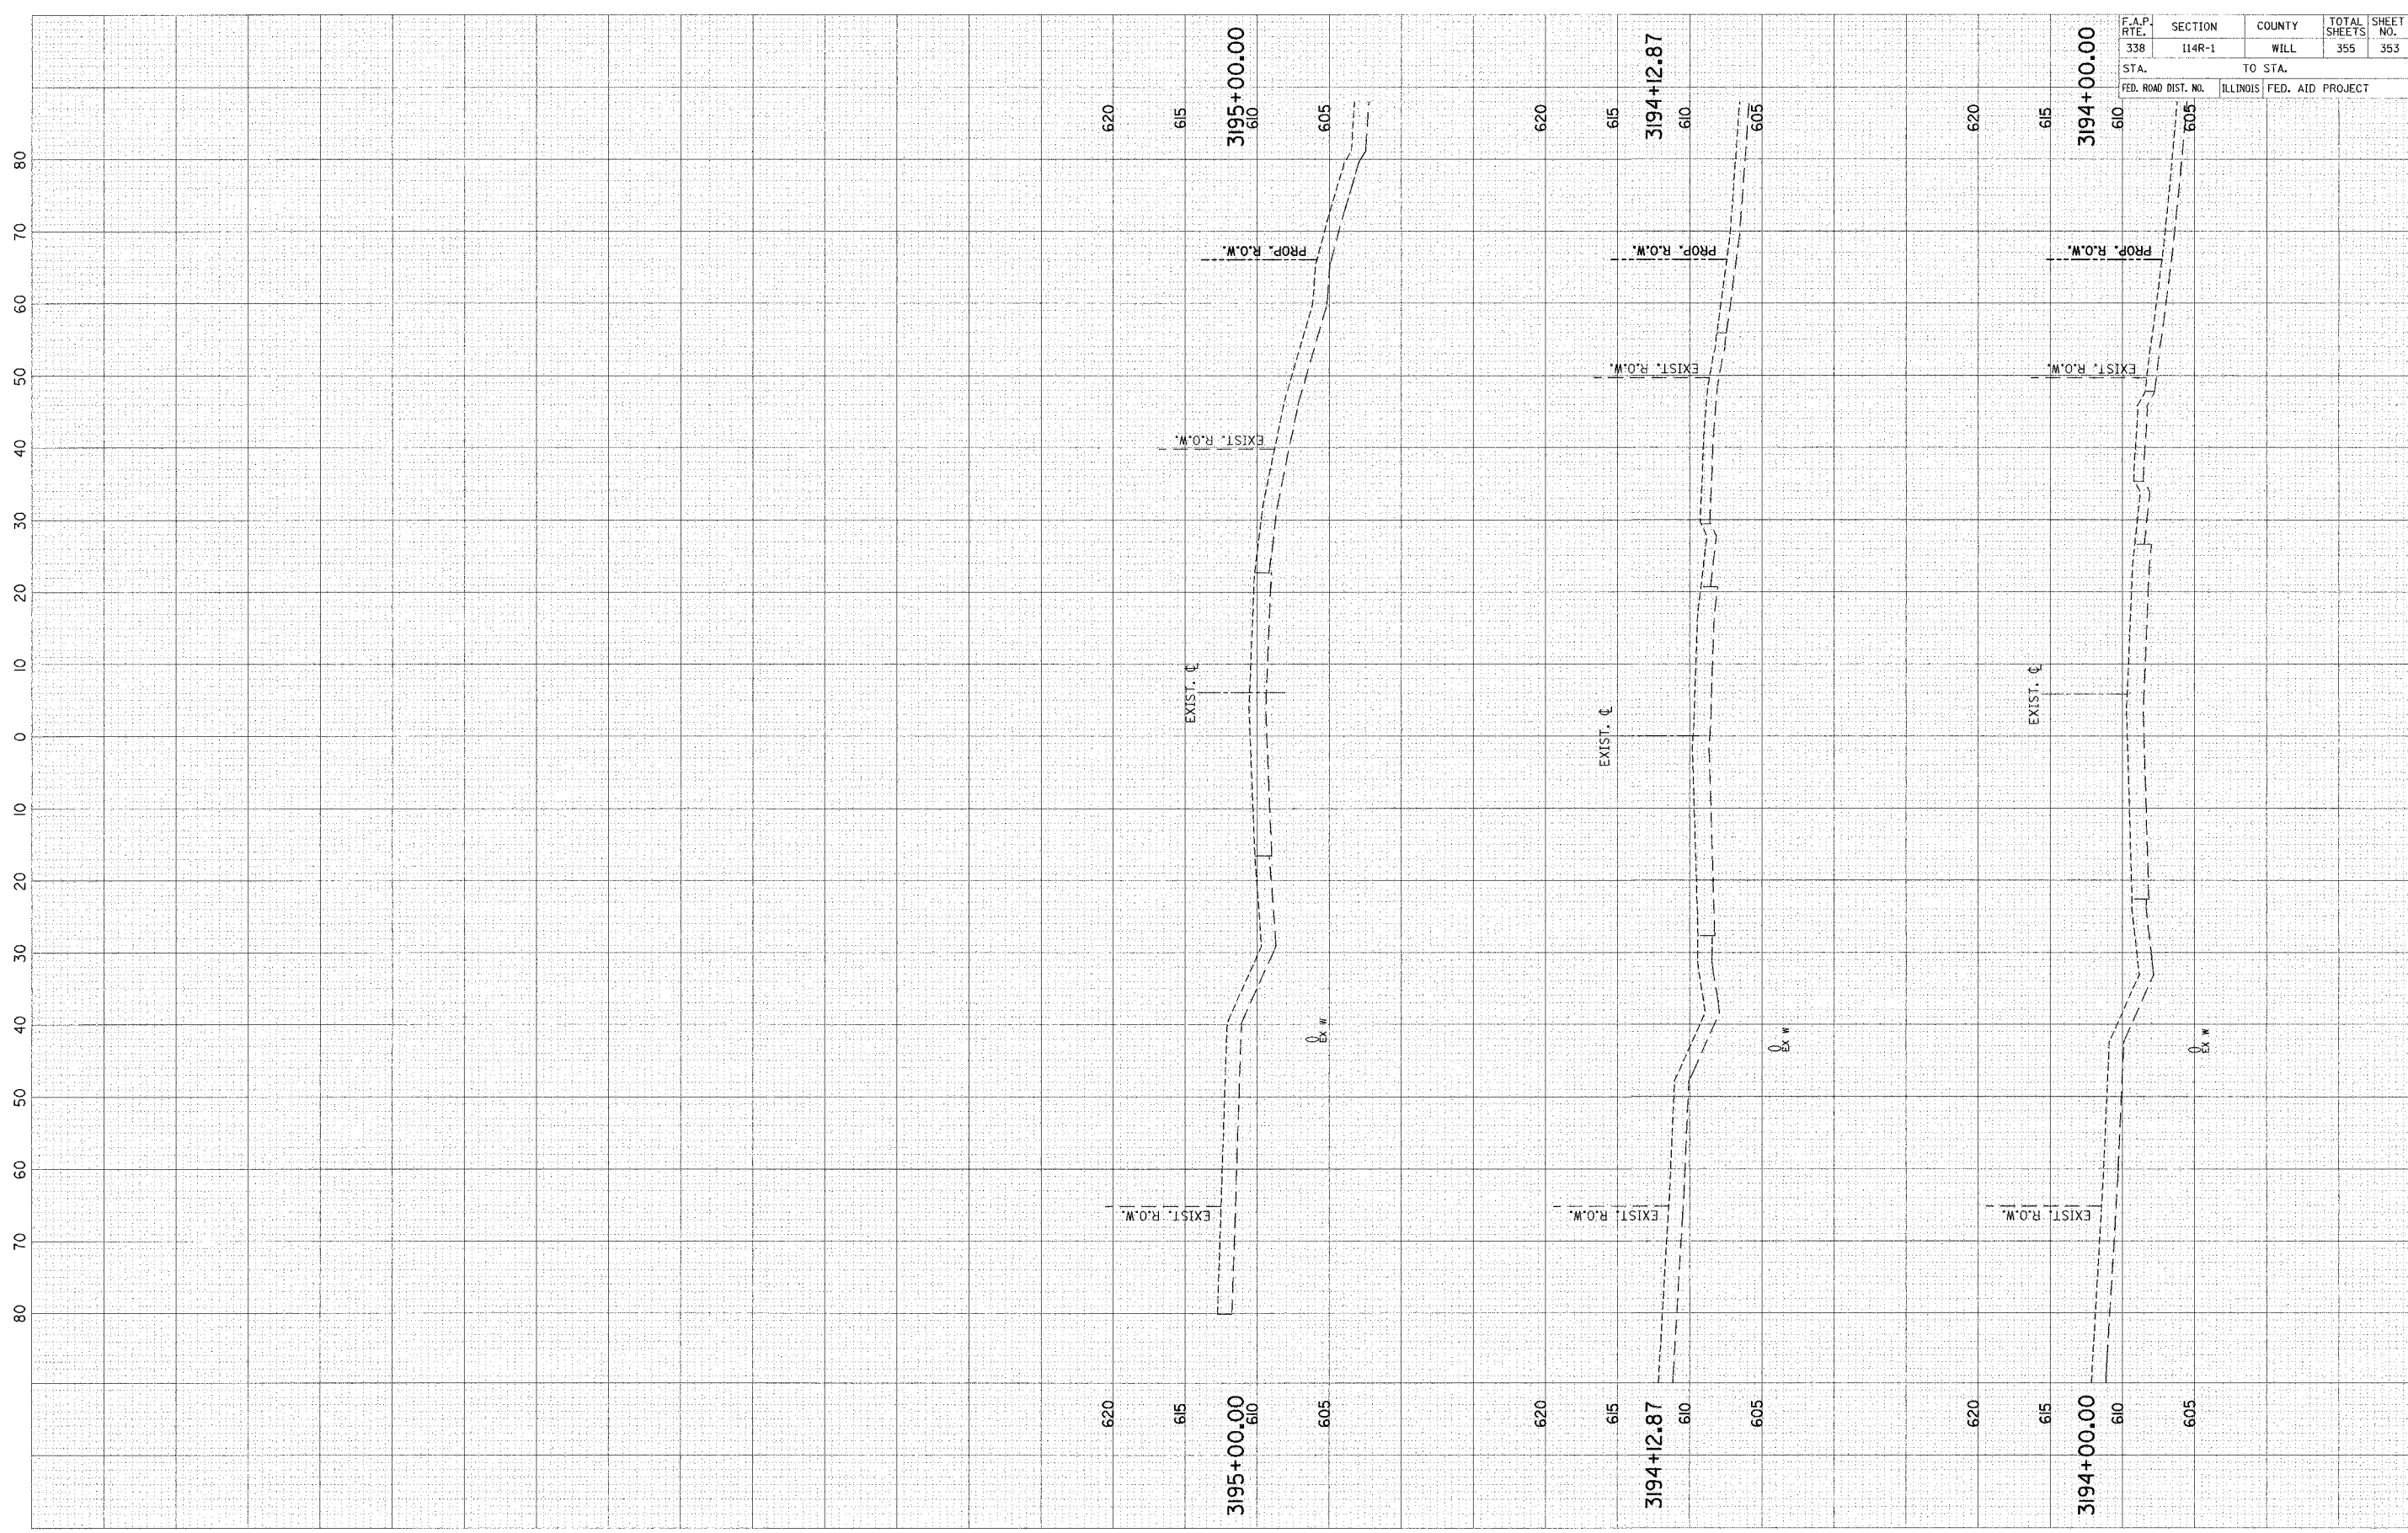 F.A.P. RTE. SECTION COUNTY TOTAL SHEETS SHEET NO.
338 114R-1 WILL 355 353
STA. TO STA.
FED. ROAD DIST. NO. ILLINOIS FED. AID PROJECT
80
70
60
50
40
30
20
10
0
10
20
30
40
50
60
70
80
3195+00.00
620
615
610
605
PROP. R.O.W.
EXIST. R.O.W.
EXIST. ℄
EX W
EXIST. R.O.W.
620
615
610
605
3195+00.00
3194+12.87
620
615
610
605
PROP. R.O.W.
EXIST. R.O.W.
EXIST. ℄
EX W
EXIST. R.O.W.
620
615
610
605
3194+12.87
3194+00.00
620
615
610
605
PROP. R.O.W.
EXIST. R.O.W.
EXIST. ℄
EX W
EXIST. R.O.W.
620
615
610
605
3194+00.00